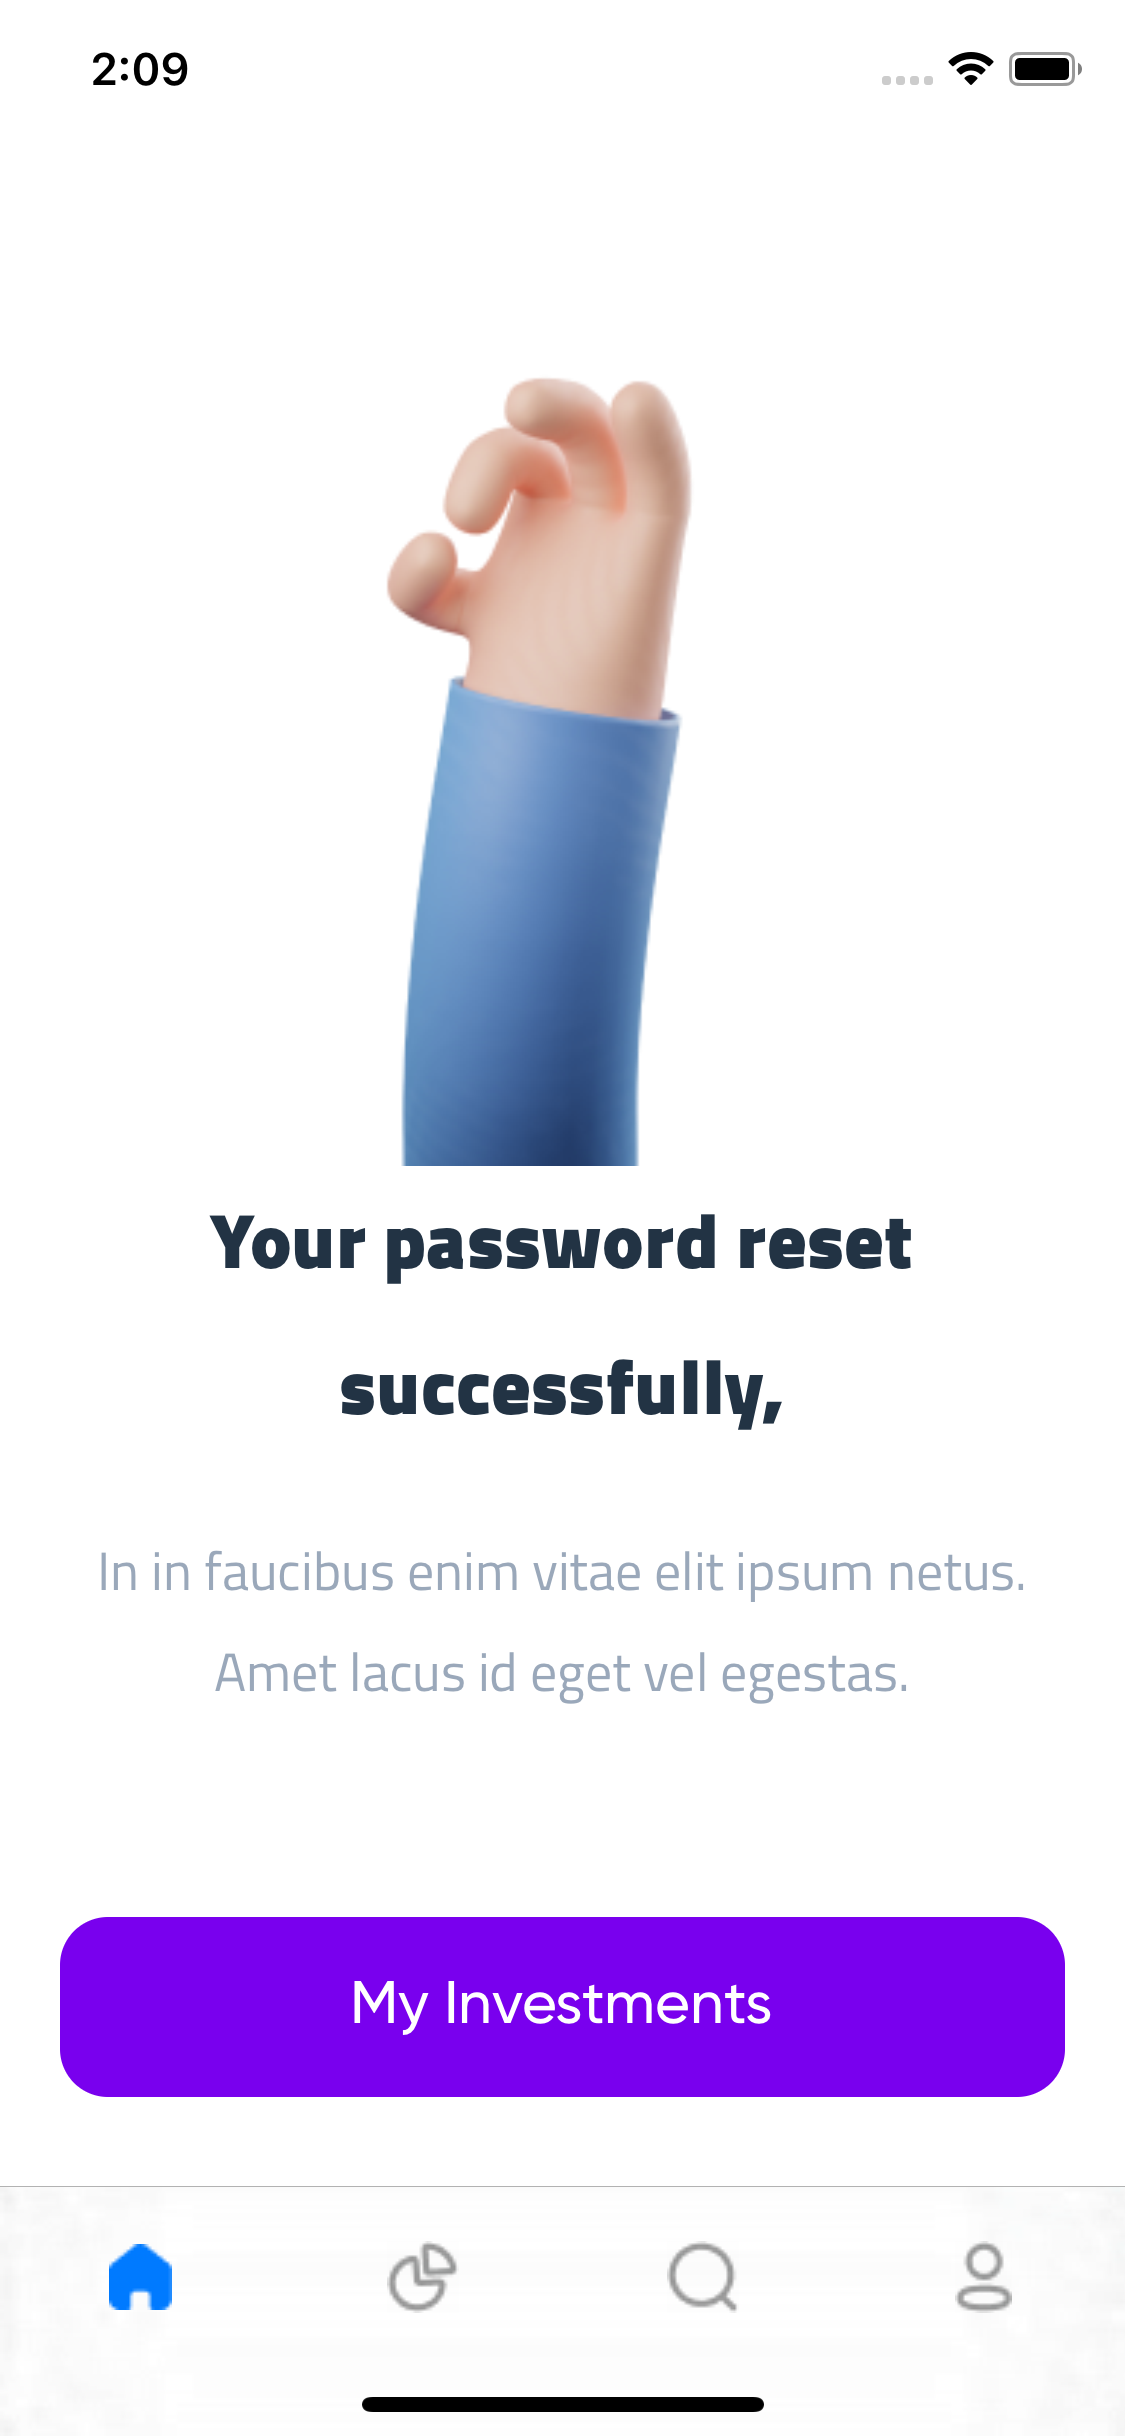 2:09
Your password reset
successfully,
In in faucibus enim vitae elit ipsum netus.
Amet lacus id eget vel egestas.
My Investments